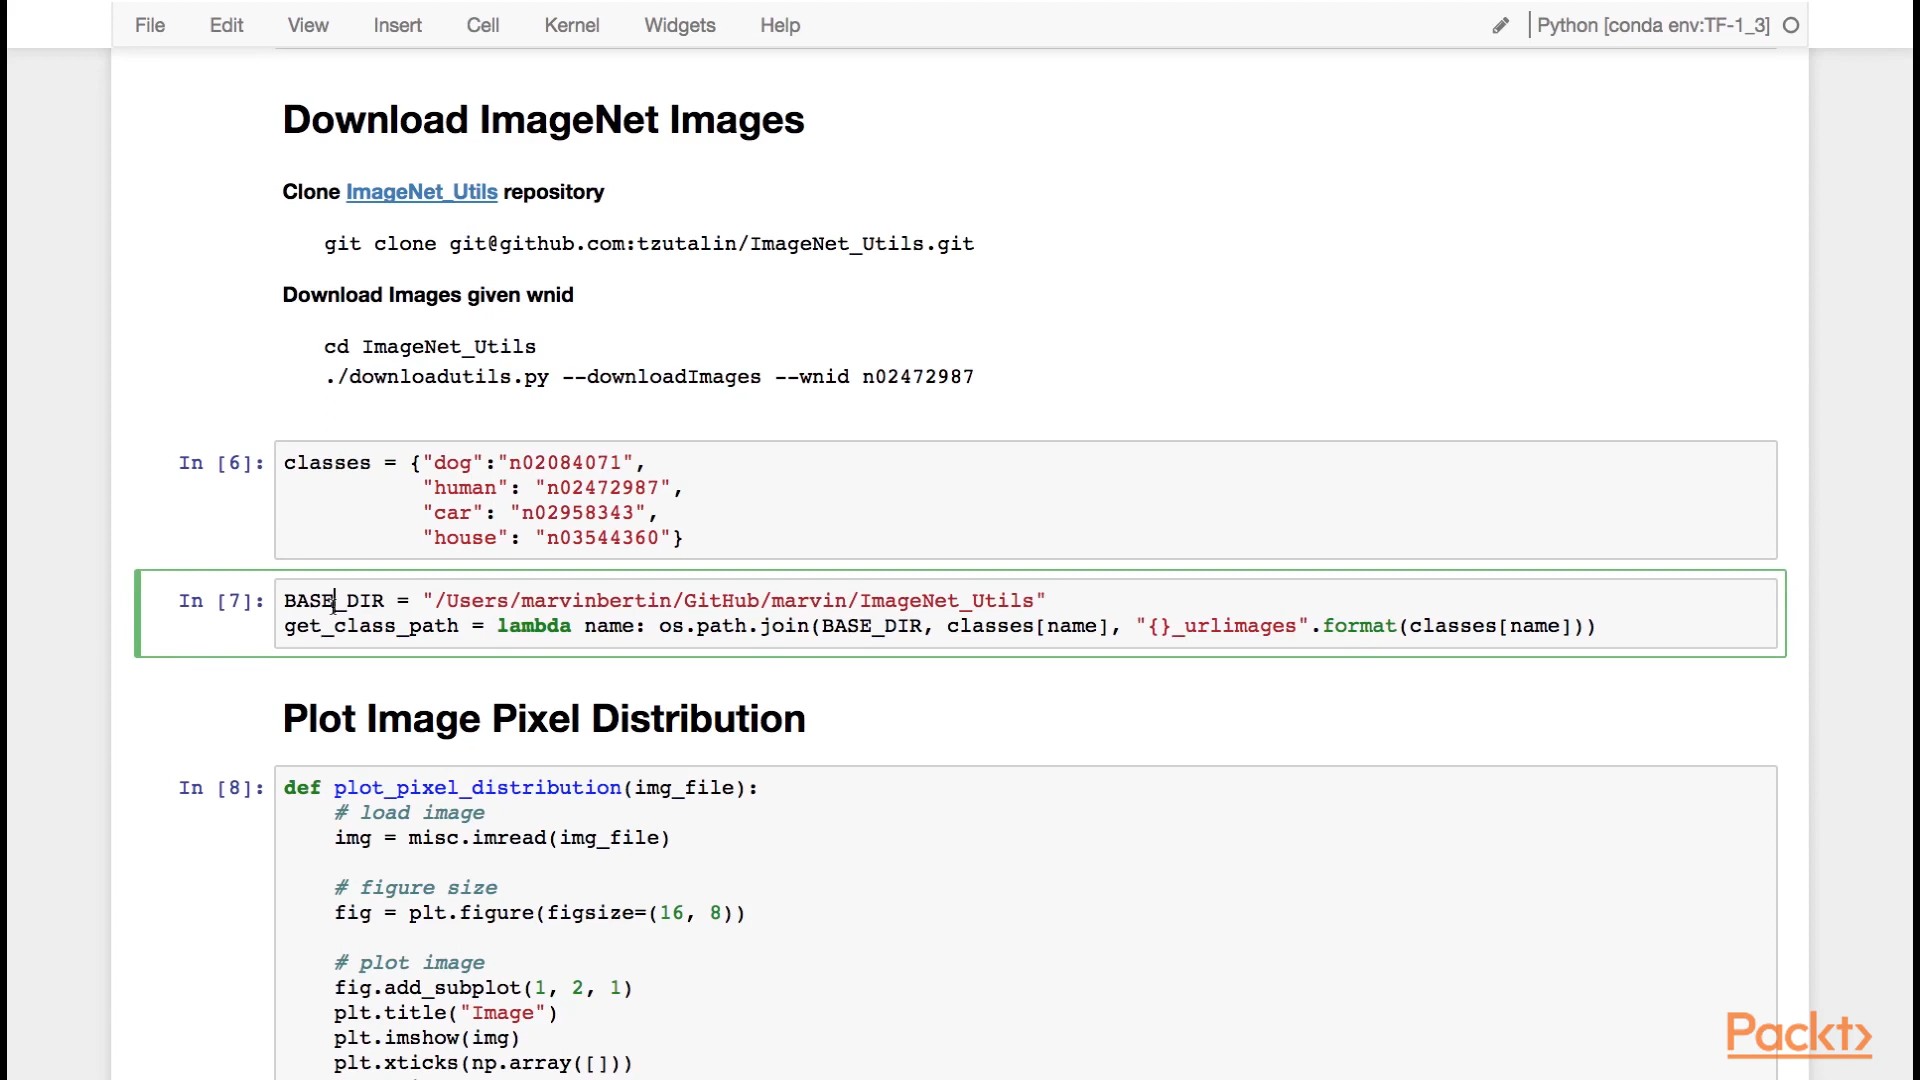 File Edit View Insert Cell Kernel Widgets Help Python [conda env:TF-1_3]
Download ImageNet Images
Clone ImageNet_Utils repository
git clone git@github.com:tzutalin/ImageNet_Utils.git
Download Images given wnid
cd ImageNet_Utils
./downloadutils.py --downloadImages --wnid n02472987
In [6]: classes = {"dog":"n02084071",
"human": "n02472987",
"car": "n02958343",
"house": "n03544360"}
In [7]: BASE_DIR = "/Users/marvinbertin/GitHub/marvin/ImageNet_Utils"
get_class_path = lambda name: os.path.join(BASE_DIR, classes[name], "{}_urlimages".format(classes[name]))
Plot Image Pixel Distribution
In [8]: def plot_pixel_distribution(img_file):
# load image
img = misc.imread(img_file)
# figure size
fig = plt.figure(figsize=(16, 8))
# plot image
fig.add_subplot(1, 2, 1)
plt.title("Image")
plt.imshow(img)
plt.xticks(np.array([]))
Packt>